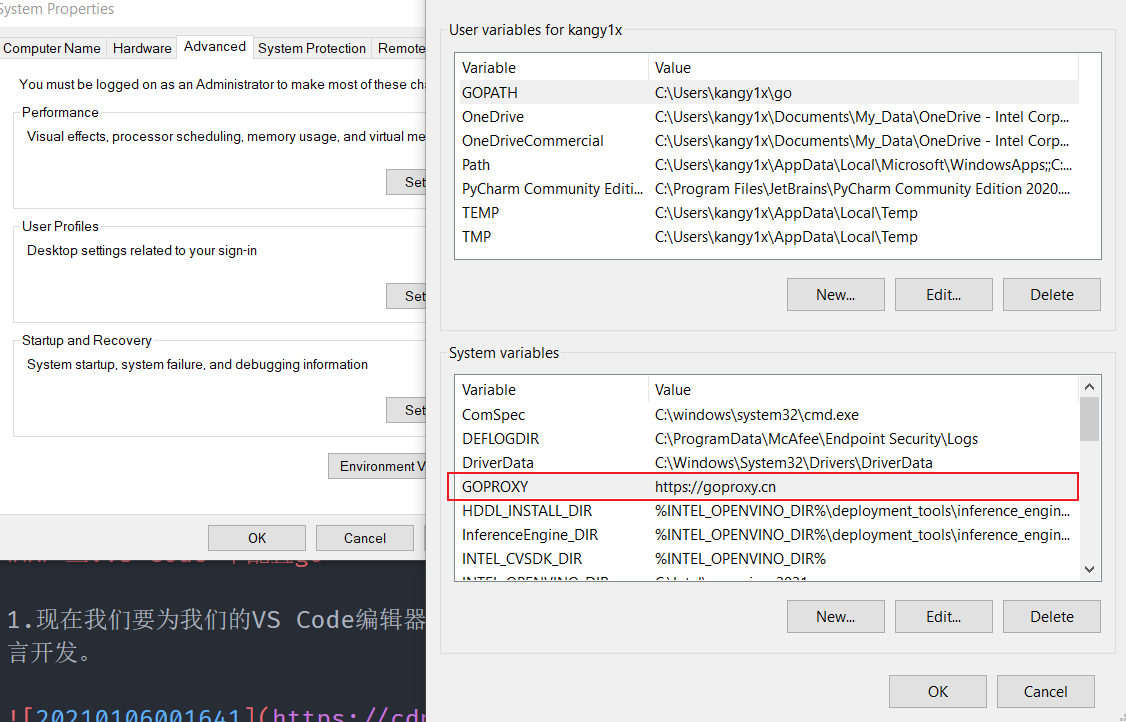 System Properties
Computer Name Hardware Advanced System Protection Remote
You must be logged on as an Administrator to make most of these
Performance
Visual effects, processor scheduling, memory usage, and virtual
Set
User Profiles
Desktop settings related to your sign-in
Set
Startup and Recovery
System startup, system failure, and debugging information
Set
Environment V
OK Cancel
1.现在我们要为我们的VS Code编辑器
言开发。
![20210106001641](https://cdn
User variables for kangy1x
Variable Value
GOPATH C:\Users\kangy1x\go
OneDrive C:\Users\kangy1x\Documents\My_Data\OneDrive - Intel Corp...
OneDriveCommercial C:\Users\kangy1x\Documents\My_Data\OneDrive - Intel Corp...
Path C:\Users\kangy1x\AppData\Local\Microsoft\WindowsApps;;C:...
PyCharm Community Editi... C:\Program Files\JetBrains\PyCharm Community Edition 2020....
TEMP C:\Users\kangy1x\AppData\Local\Temp
TMP C:\Users\kangy1x\AppData\Local\Temp
New... Edit... Delete
System variables
Variable Value
ComSpec C:\windows\system32\cmd.exe
DEFLOGDIR C:\ProgramData\McAfee\Endpoint Security\Logs
DriverData C:\Windows\System32\Drivers\DriverData
GOPROXY https://goproxy.cn
HDDL_INSTALL_DIR %INTEL_OPENVINO_DIR%\deployment_tools\inference_engin...
InferenceEngine_DIR %INTEL_OPENVINO_DIR%\deployment_tools\inference_engin...
INTEL_CVSDK_DIR %INTEL_OPENVINO_DIR%
New... Edit... Delete
OK Cancel